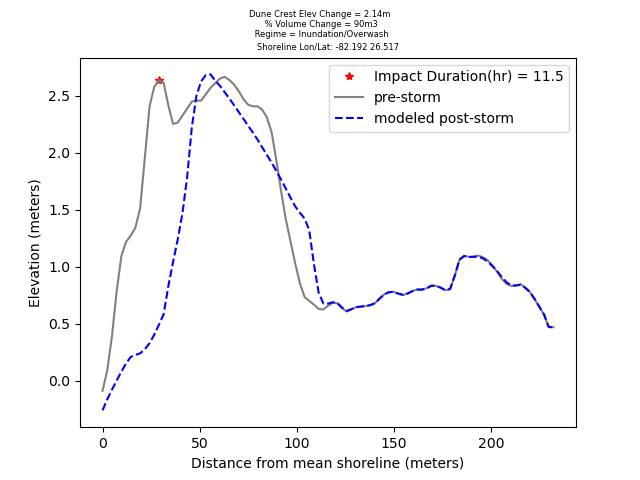 Dune Crest Elev Change = 2.14m
% Volume Change = 90m3
Regime = Inundation/Overwash
Shoreline Lon/Lat: -82.192 26.517
Impact Duration(hr) = 11.5
pre-storm
modeled post-storm
Elevation (meters)
2.5
2.0
1.5
1.0
0.5
0.0
0
50
100
150
200
Distance from mean shoreline (meters)